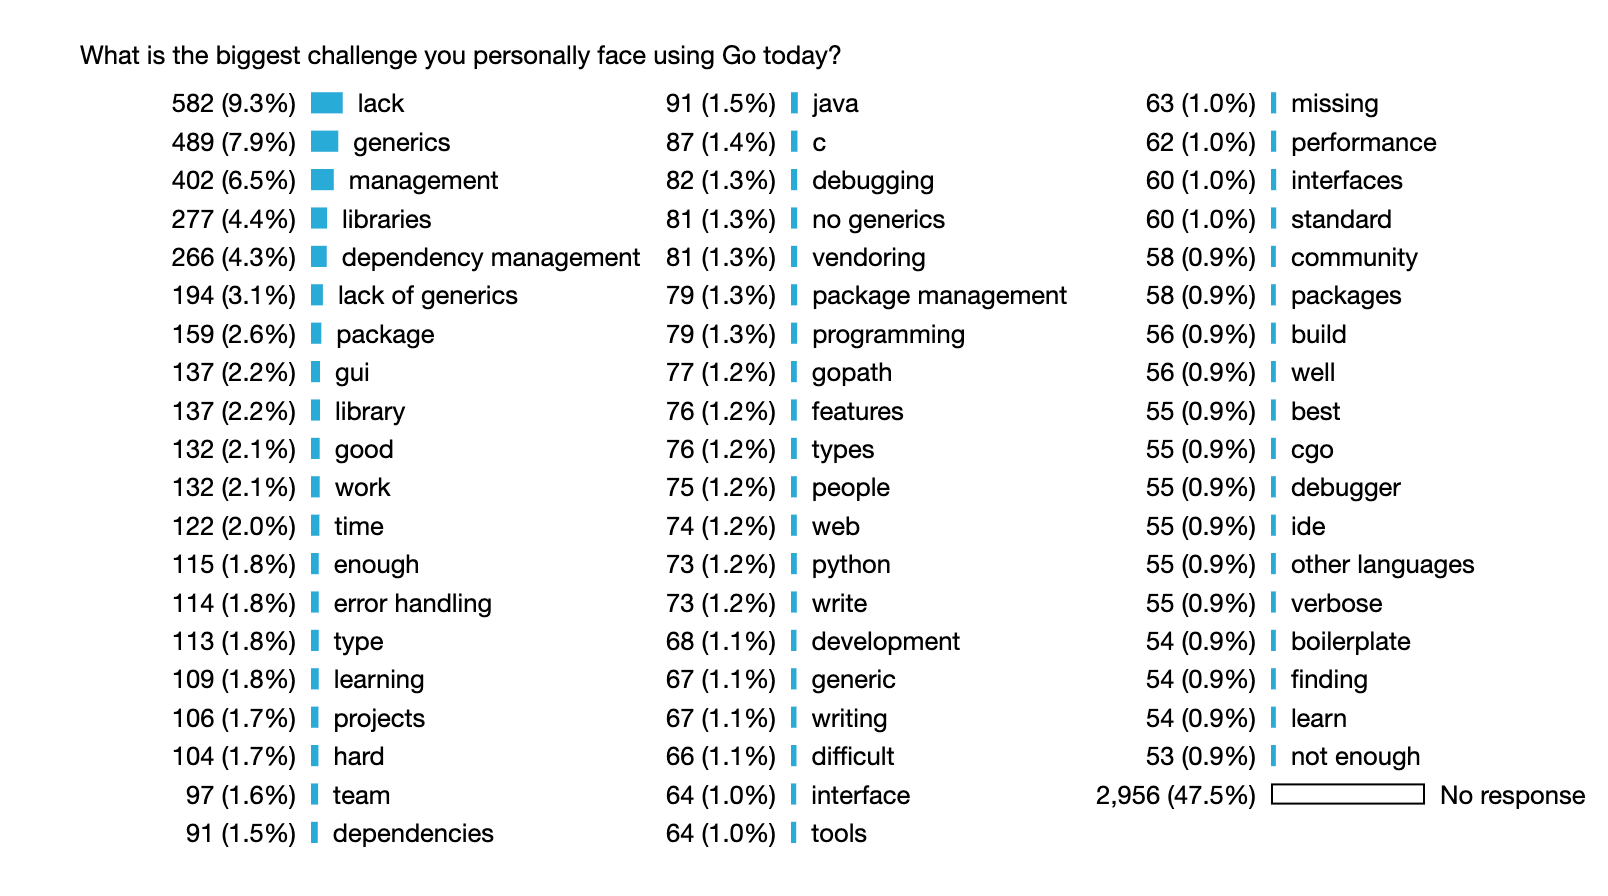 What is the biggest challenge you personally face using Go today?
582 (9.3%) lack
489 (7.9%) generics
402 (6.5%) management
277 (4.4%) libraries
266 (4.3%) dependency management
194 (3.1%) lack of generics
159 (2.6%) package
137 (2.2%) gui
137 (2.2%) library
132 (2.1%) good
132 (2.1%) work
122 (2.0%) time
115 (1.8%) enough
114 (1.8%) error handling
113 (1.8%) type
109 (1.8%) learning
106 (1.7%) projects
104 (1.7%) hard
97 (1.6%) team
91 (1.5%) dependencies
91 (1.5%) java
87 (1.4%) c
82 (1.3%) debugging
81 (1.3%) no generics
81 (1.3%) vendoring
79 (1.3%) package management
79 (1.3%) programming
77 (1.2%) gopath
76 (1.2%) features
76 (1.2%) types
75 (1.2%) people
74 (1.2%) web
73 (1.2%) python
73 (1.2%) write
68 (1.1%) development
67 (1.1%) generic
67 (1.1%) writing
66 (1.1%) difficult
64 (1.0%) interface
64 (1.0%) tools
63 (1.0%) missing
62 (1.0%) performance
60 (1.0%) interfaces
60 (1.0%) standard
58 (0.9%) community
58 (0.9%) packages
56 (0.9%) build
56 (0.9%) well
55 (0.9%) best
55 (0.9%) cgo
55 (0.9%) debugger
55 (0.9%) ide
55 (0.9%) other languages
55 (0.9%) verbose
54 (0.9%) boilerplate
54 (0.9%) finding
54 (0.9%) learn
53 (0.9%) not enough
2,956 (47.5%) No response